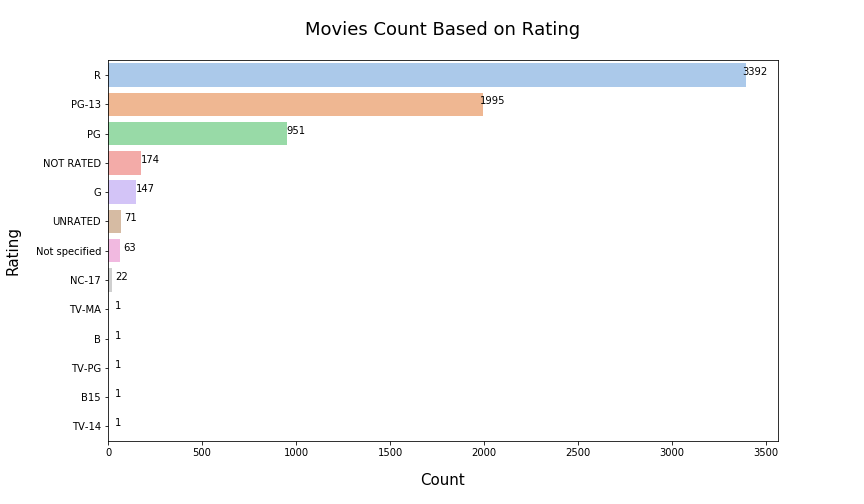 Movies Count Based on Rating
Rating
R 3392
PG-13 1995
PG 951
NOT RATED 174
G 147
UNRATED 71
Not specified 63
NC-17 22
TV-MA 1
B 1
TV-PG 1
B15 1
TV-14 1
0 500 1000 1500 2000 2500 3000 3500
Count